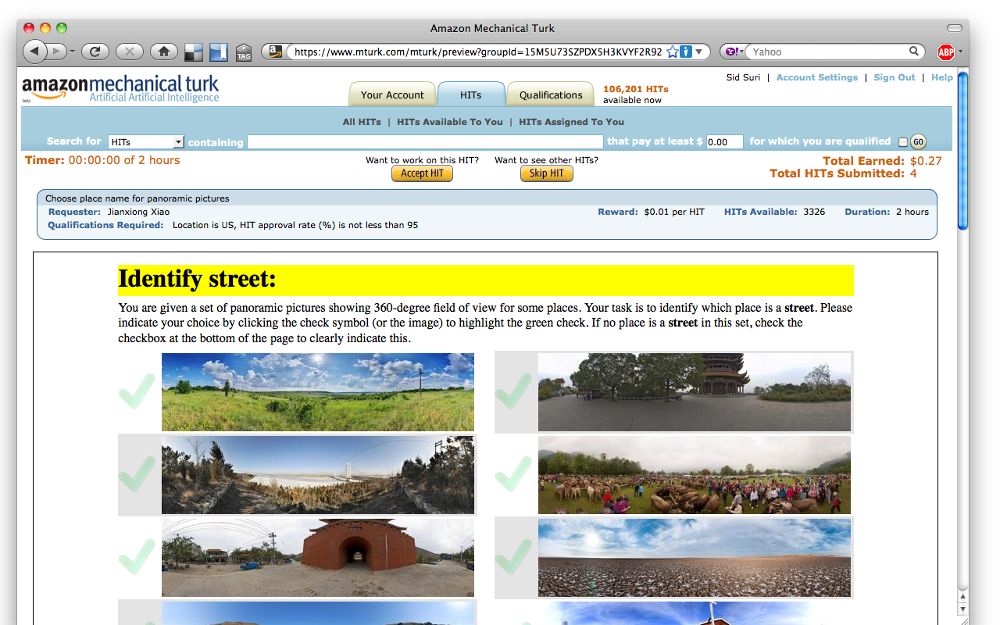 Amazon Mechanical Turk
TAG
https://www.mturk.com/mturk/preview?groupId=15M5U73SZPDX5H3KVYF2R92
Yahoo
ABP
Sid Suri | Account Settings | Sign Out | Help
amazonmechanical turk
beta
Artificial Artificial Intelligence
Your Account
HITs
Qualifications
106,201 HITs
available now
All HITs | HITs Available To You | HITs Assigned To You
Search for HITs containing that pay at least $ 0.00 for which you are qualified GO
Timer: 00:00:00 of 2 hours
Want to work on this HIT? Want to see other HITs?
Accept HIT Skip HIT
Total Earned: $0.27
Total HITs Submitted: 4
Choose place name for panoramic pictures
Requester: Jianxiong Xiao Reward: $0.01 per HIT HITs Available: 3326 Duration: 2 hours
Qualifications Required: Location is US, HIT approval rate (%) is not less than 95
Identify street:
You are given a set of panoramic pictures showing 360-degree field of view for some places. Your task is to identify which place is a street. Please
indicate your choice by clicking the check symbol (or the image) to highlight the green check. If no place is a street in this set, check the
checkbox at the bottom of the page to clearly indicate this.